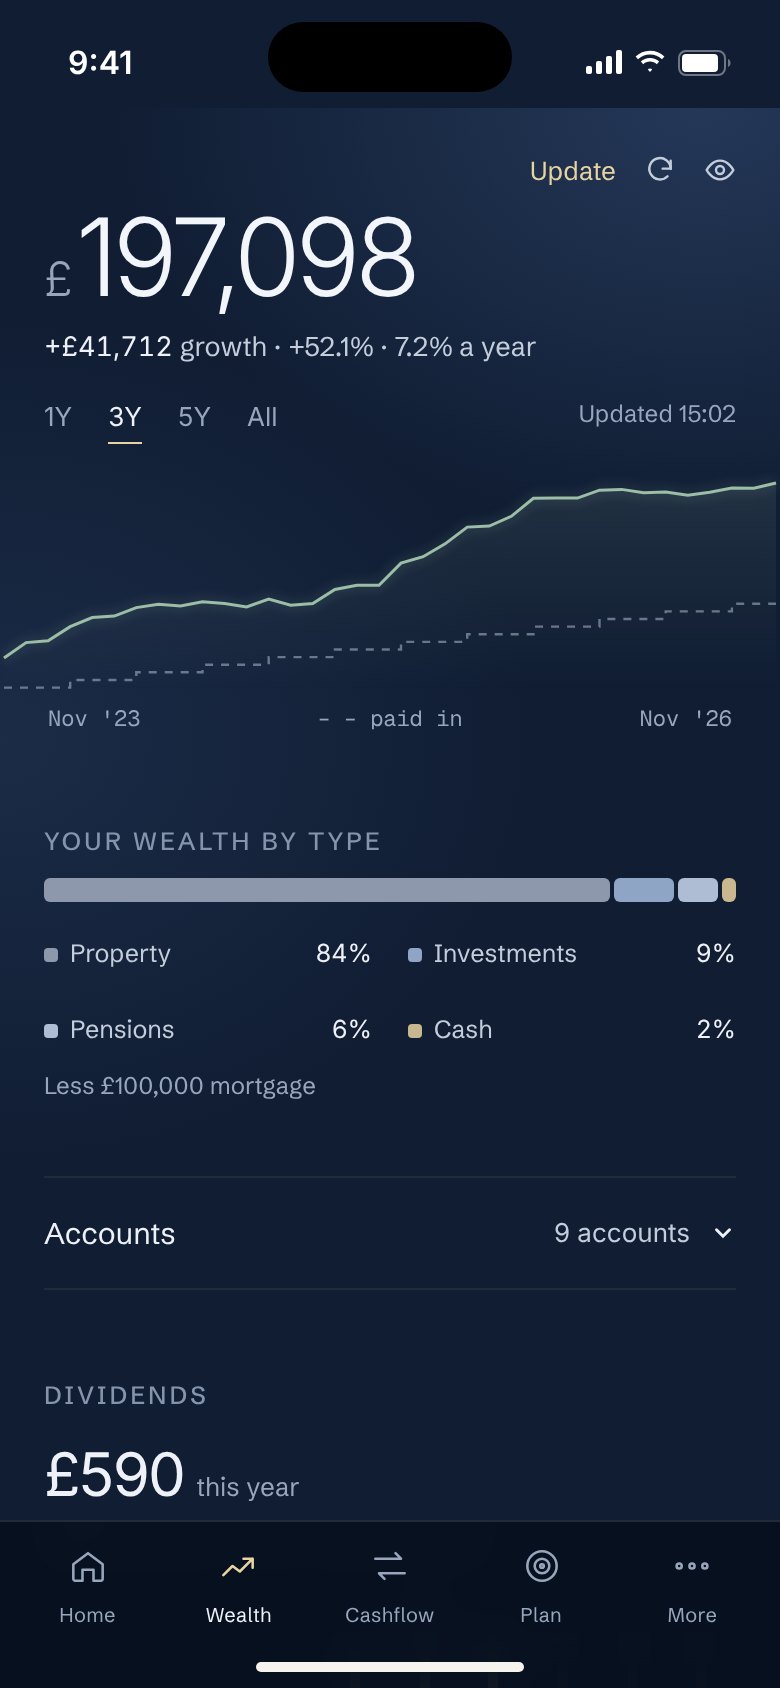 9:41
Update
£197,098
+£41,712 growth · +52.1% · 7.2% a year
1Y 3Y 5Y All Updated 15:02
Nov '23 - - paid in Nov '26
YOUR WEALTH BY TYPE
Property 84% Investments 9%
Pensions 6% Cash 2%
Less £100,000 mortgage
Accounts 9 accounts
DIVIDENDS
£590 this year
Home Wealth Cashflow Plan More